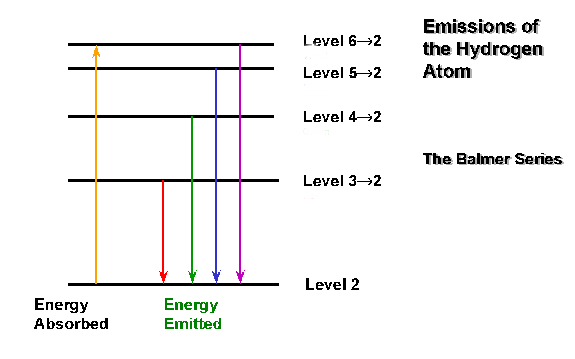 Emissions of
the Hydrogen
Atom
Level 6→2
Level 5→2
Level 4→2
The Balmer Series
Level 3→2
Level 2
Energy
Absorbed
Energy
Emitted